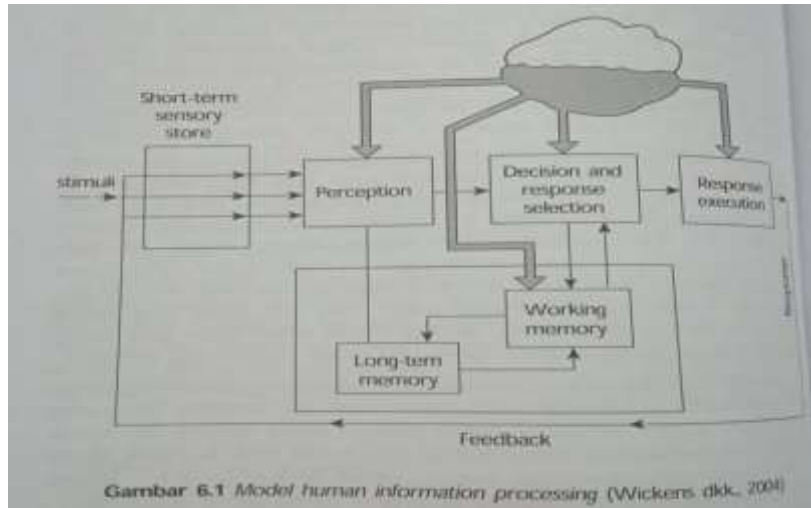 Short-term
sensory
store
stimuli
Perception
Decision and
response
selection
Response
execution
Working
memory
Long-tem
memory
Feedback
Gambar 6.1 Model human information processing (Wickens dkk., 2004)